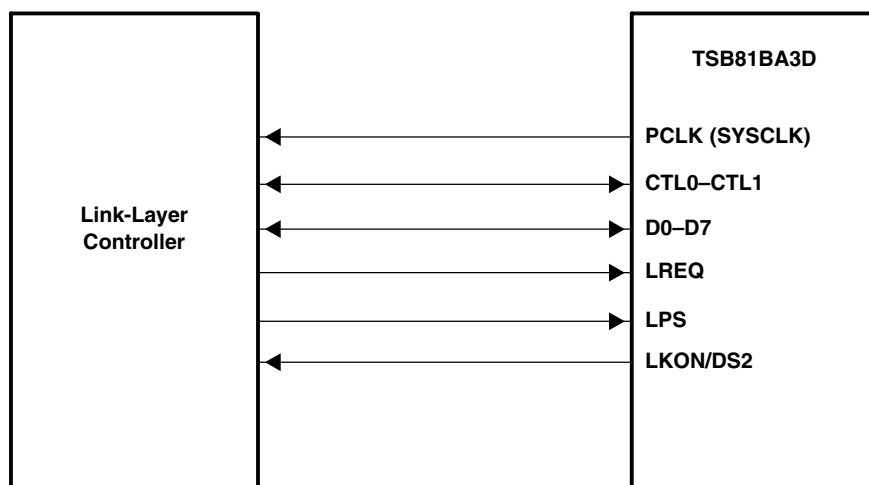 TSB81BA3D
PCLK (SYSCLK)
CTL0–CTL1
Link-Layer
Controller
D0–D7
LREQ
LPS
LKON/DS2